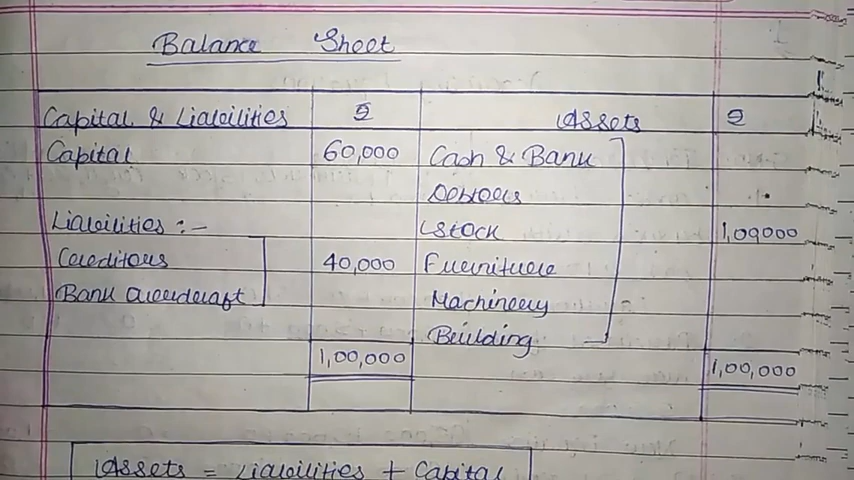 Balance Sheet
Capital & Liabilities ₹ Assets ₹
Capital 60,000 Cash & Bank
Debtors
Liabilities :- Stock 1,00000
Creditors 40,000 Furniture
Bank overdraft Machinery
Building
1,00,000 1,00,000
Assets = Liabilities + Capital